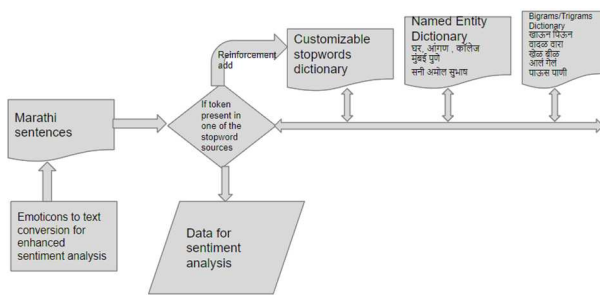 Reinforcement
add
Customizable
stopwords
dictionary
Named Entity
Dictionary
घर, आंगण , कॉलेज
मुंबई पुणे
सनी अमोल सुभाष
Bigrams/Trigrams
Dictionary
खाऊन पिऊन
वादळ वारा
खेळ बीळ
आलं गेलं
पाऊस पाणी
Marathi
sentences
If token
present in
one of the
stopword
sources
Emoticons to text
conversion for
enhanced
sentiment analysis
Data for
sentiment
analysis